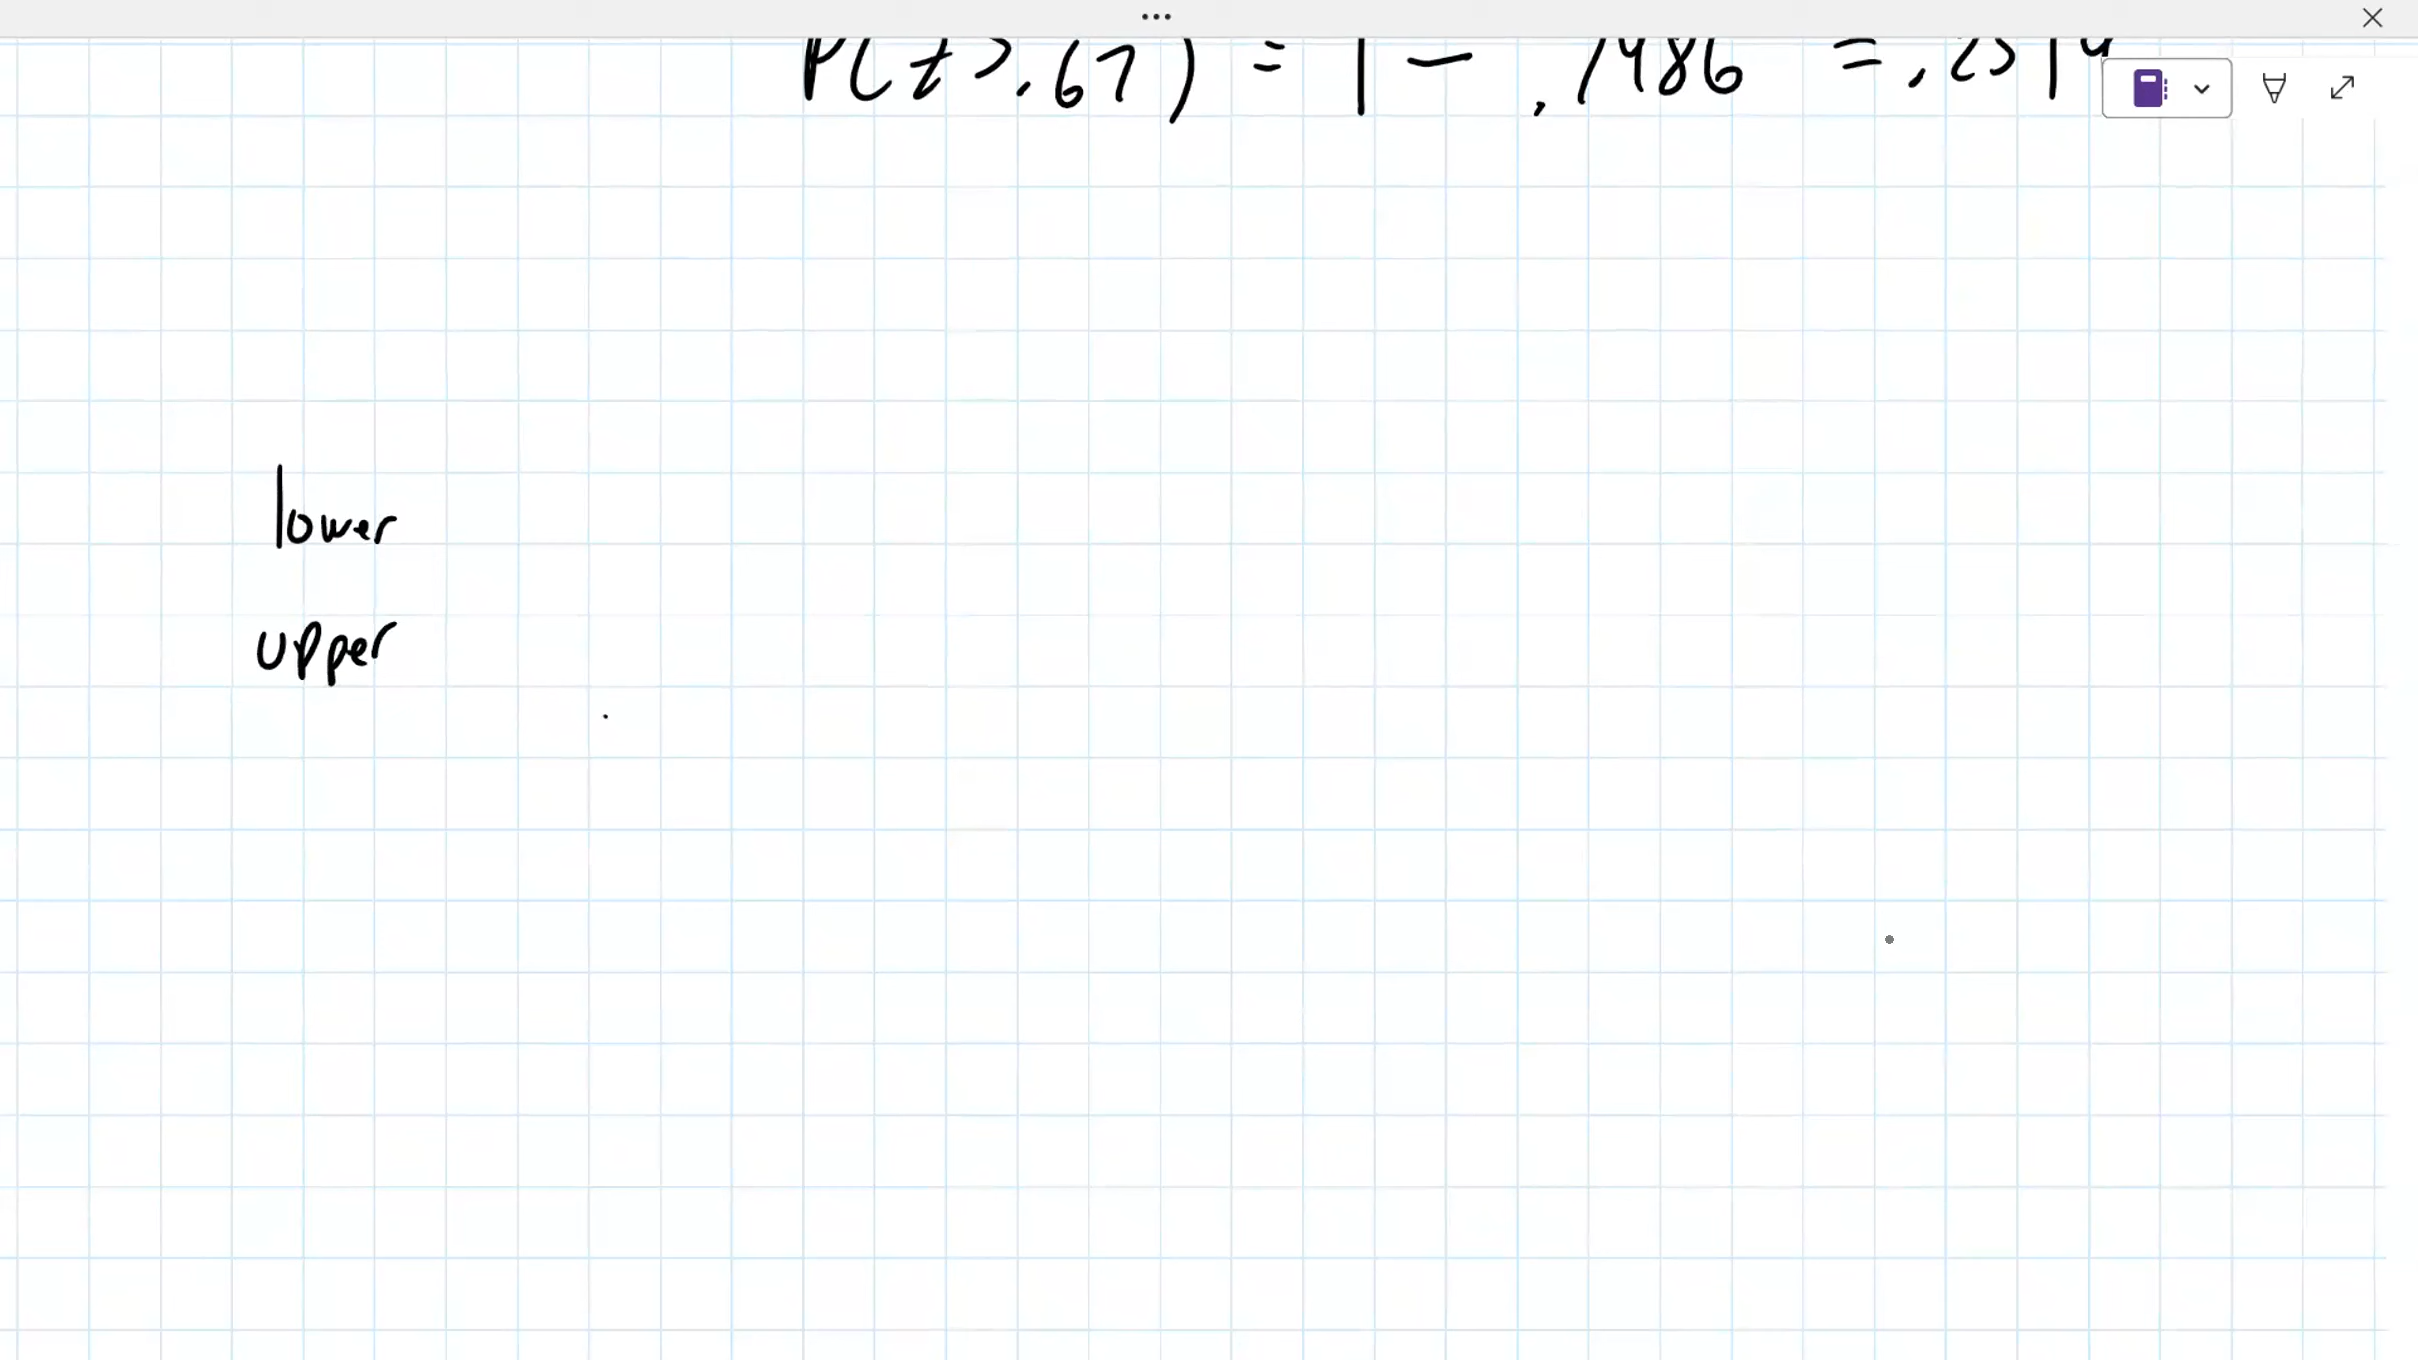 P(z>.67) = 1 - .7486 = .2514
lower
upper